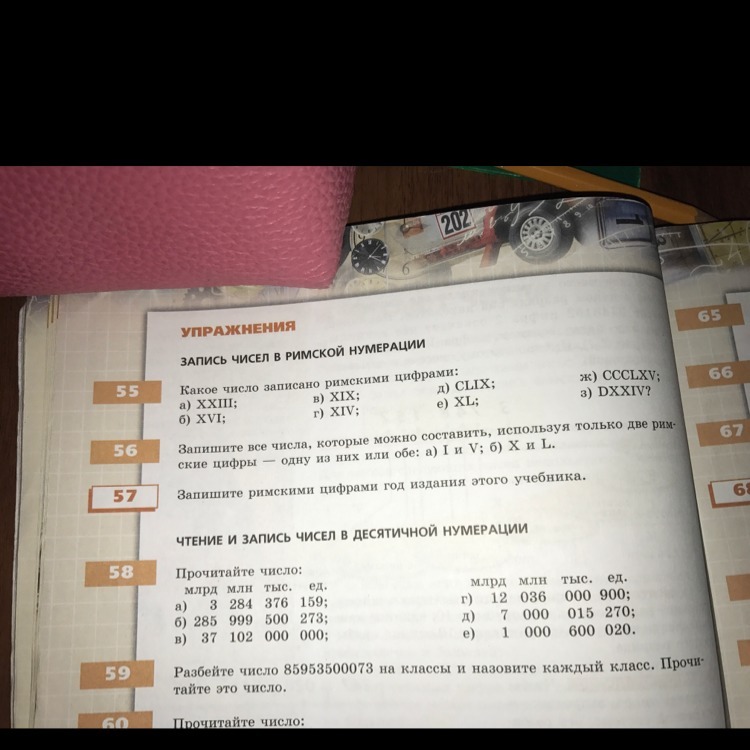 202
УПРАЖНЕНИЯ
ЗАПИСЬ ЧИСЕЛ В РИМСКОЙ НУМЕРАЦИИ
55 Какое число записано римскими цифрами:
а) XXIII; в) XIX; д) CLIX; ж) CCCLXV;
б) XVI; г) XIV; е) XL; з) DXXIV?
56 Запишите все числа, которые можно составить, используя только две рим-
ские цифры — одну из них или обе: а) I и V; б) X и L.
57 Запишите римскими цифрами год издания этого учебника.
ЧТЕНИЕ И ЗАПИСЬ ЧИСЕЛ В ДЕСЯТИЧНОЙ НУМЕРАЦИИ
58 Прочитайте число:
млрд млн тыс. ед. млрд млн тыс. ед.
а) 3 284 376 159; г) 12 036 000 900;
б) 285 999 500 273; д) 7 000 015 270;
в) 37 102 000 000; е) 1 000 600 020.
59 Разбейте число 85953500073 на классы и назовите каждый класс. Прочи-
тайте это число.
60 Прочитайте число:
65
66
67
68